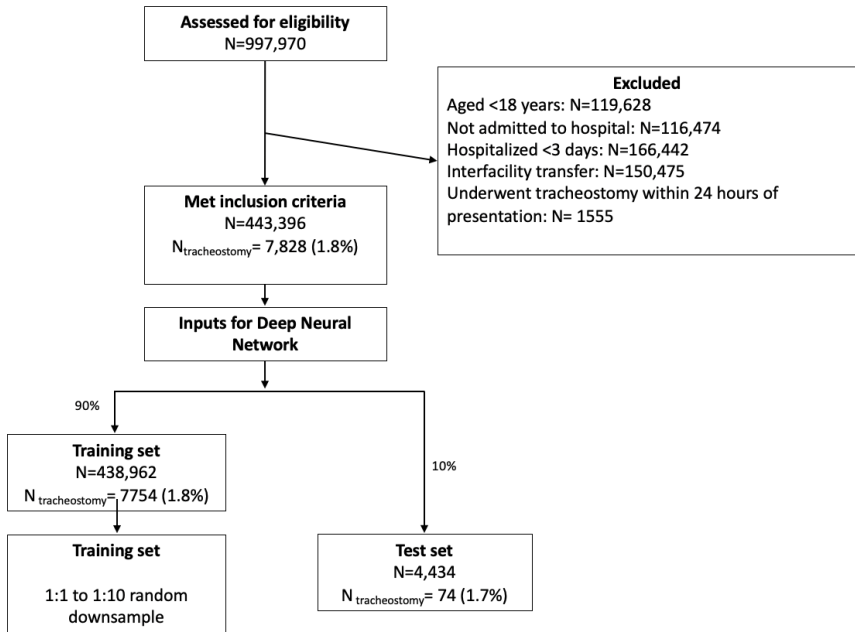 Assessed for eligibility
N=997,970
Excluded
Aged <18 years: N=119,628
Not admitted to hospital: N=116,474
Hospitalized <3 days: N=166,442
Interfacility transfer: N=150,475
Underwent tracheostomy within 24 hours of
presentation: N= 1555
Met inclusion criteria
N=443,396
Ntracheostomy= 7,828 (1.8%)
Inputs for Deep Neural
Network
90%
10%
Training set
N=438,962
N tracheostomy= 7754 (1.8%)
Training set
1:1 to 1:10 random
downsample
Test set
N=4,434
N tracheostomy= 74 (1.7%)